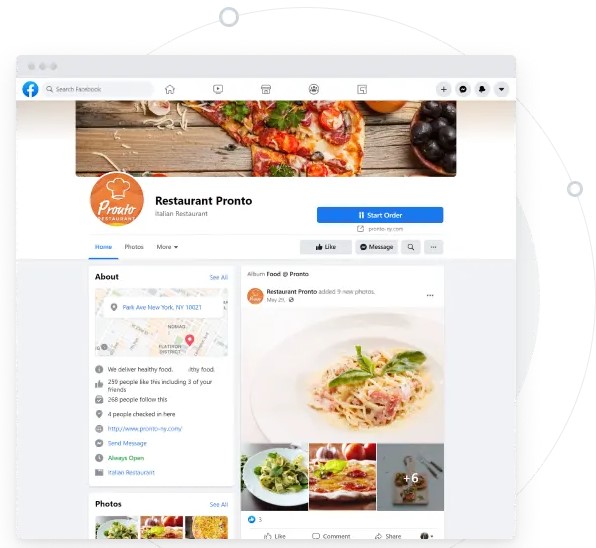 Search Facebook
Pronto
RESTAURANT
Restaurant Pronto
Italian Restaurant
Start Order
pronto-ny.com
Home
Photos
More
Like
Message
About
See All
Park Ave New York, NY 10021
NOMAD
FLATIRON
DISTRICT
We deliver healthy food. lthy food.
259 people like this including 3 of your
friends
268 people follow this
4 people checked in here
http://www.pronto-ny.com/
Send Message
Always Open
Italian Restaurant
Photos
See All
Album Food @ Pronto
Restaurant Pronto added 9 new photos.
May 25,
+6
5
Like
Comment
Share